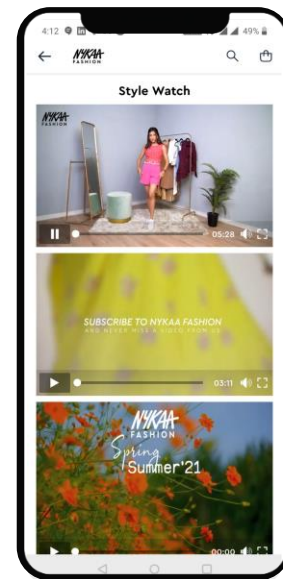 4:12
49%
NYKAA
FASHION
Style Watch
NYKAA
FASHION
05:28
SUBSCRIBE TO NYKAA FASHION
AND NEVER MISS A VIDEO FROM US
03:11
NYKAA
FASHION
Spring
Summer'21
00:00